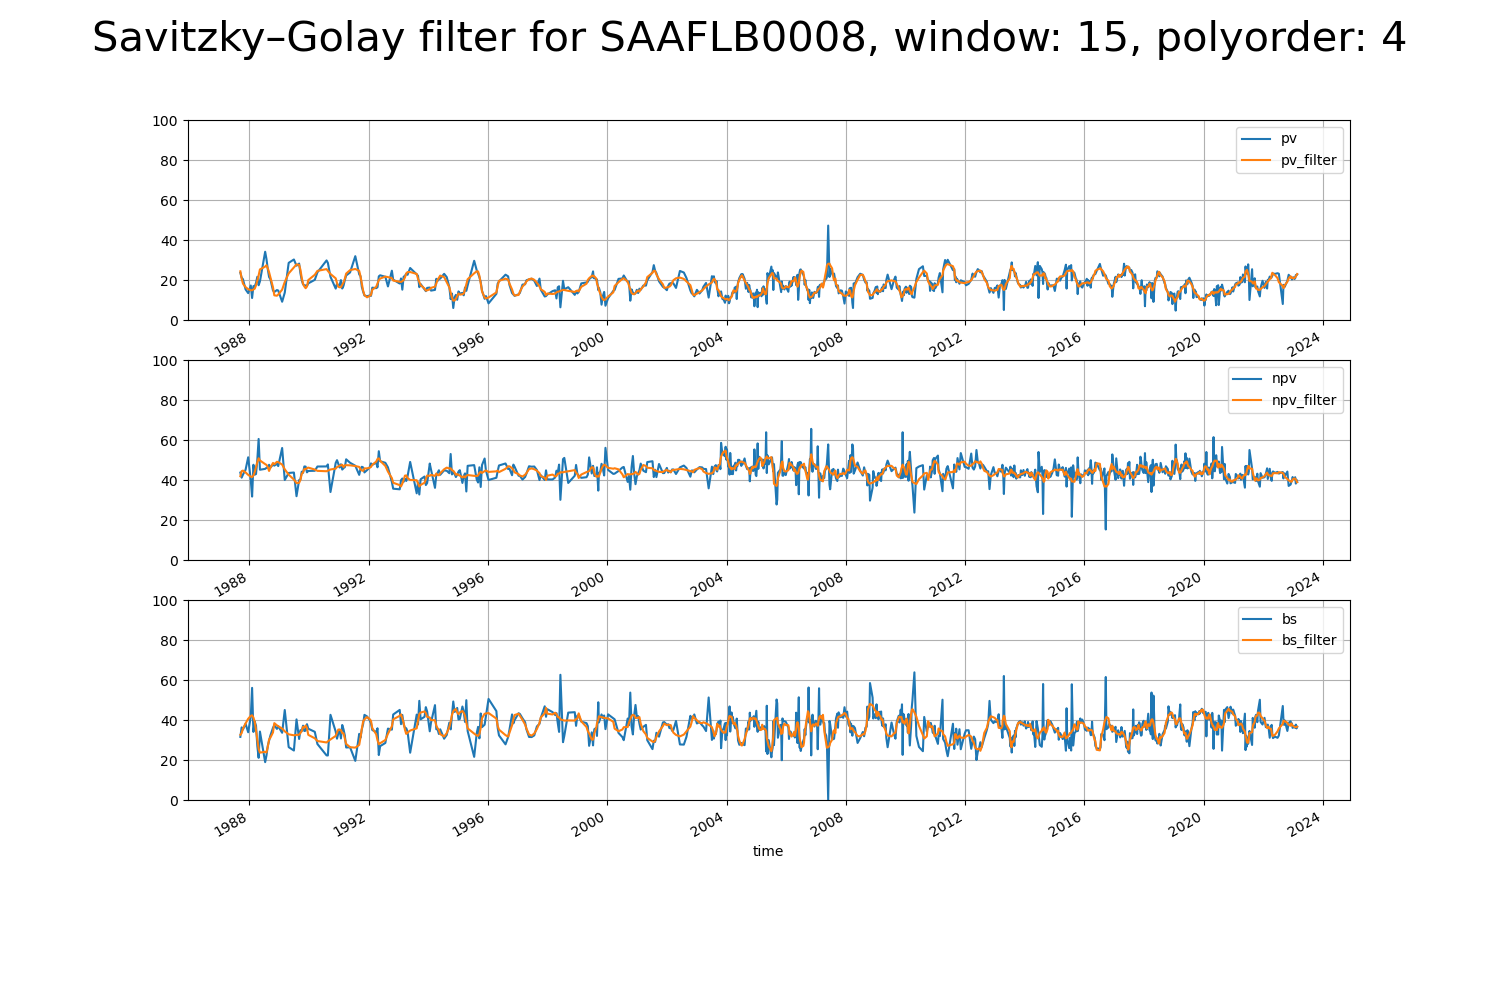 Savitzky–Golay filter for SAAFLB0008, window: 15, polyorder: 4
100
80
60
40
20
0
pv
pv_filter
1988 1992 1996 2000 2004 2008 2012 2016 2020 2024
100
80
60
40
20
0
npv
npv_filter
1988 1992 1996 2000 2004 2008 2012 2016 2020 2024
100
80
60
40
20
0
bs
bs_filter
1988 1992 1996 2000 2004 2008 2012 2016 2020 2024
time